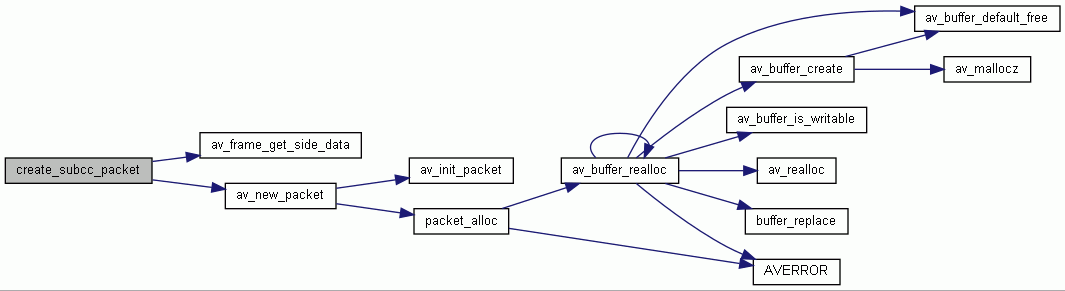 create_subcc_packet
av_frame_get_side_data
av_new_packet
av_init_packet
packet_alloc
av_buffer_realloc
av_buffer_default_free
av_buffer_create
av_mallocz
av_buffer_is_writable
av_realloc
buffer_replace
AVERROR